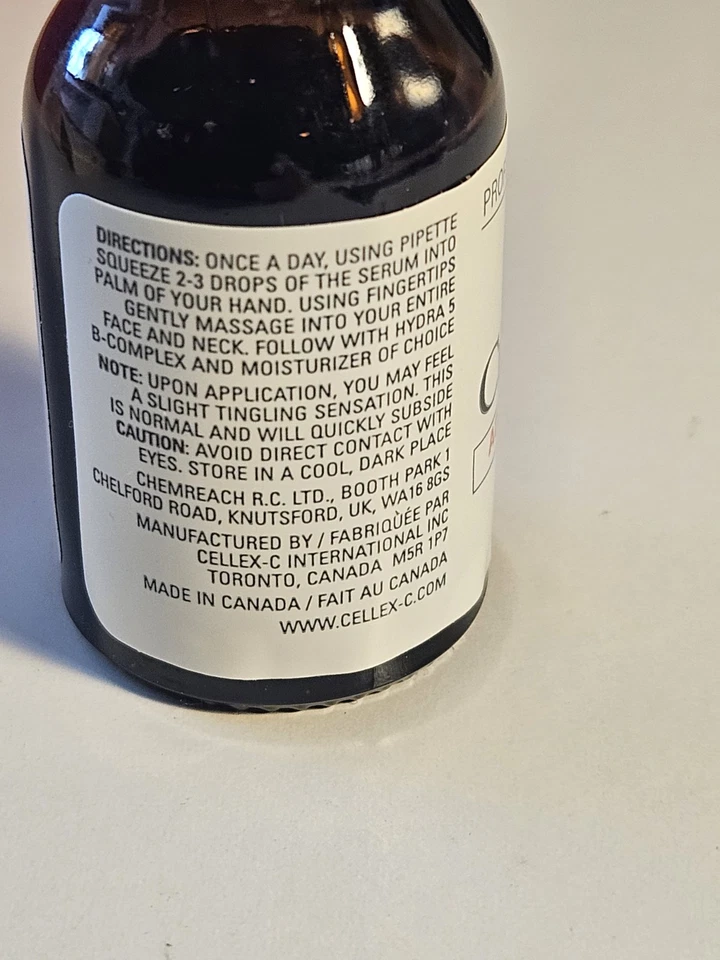 DIRECTIONS: ONCE A DAY, USING PIPETTE
SQUEEZE 2-3 DROPS OF THE SERUM INTO
PALM OF YOUR HAND. USING FINGERTIPS
GENTLY MASSAGE INTO YOUR ENTIRE
FACE AND NECK. FOLLOW WITH HYDRA 5
B-COMPLEX AND MOISTURIZER OF CHOICE
NOTE: UPON APPLICATION, YOU MAY FEEL
A SLIGHT TINGLING SENSATION. THIS
IS NORMAL AND WILL QUICKLY SUBSIDE
CAUTION: AVOID DIRECT CONTACT WITH
EYES. STORE IN A COOL, DARK PLACE
CHEMREACH R.C. LTD., BOOTH PARK 1
CHELFORD ROAD, KNUTSFORD, UK, WA16 8GS
MANUFACTURED BY / FABRIQÙEE PAR
CELLEX-C INTERNATIONAL INC
TORONTO, CANADA M5R 1P7
MADE IN CANADA / FAIT AU CANADA
WWW.CELLEX-C.COM